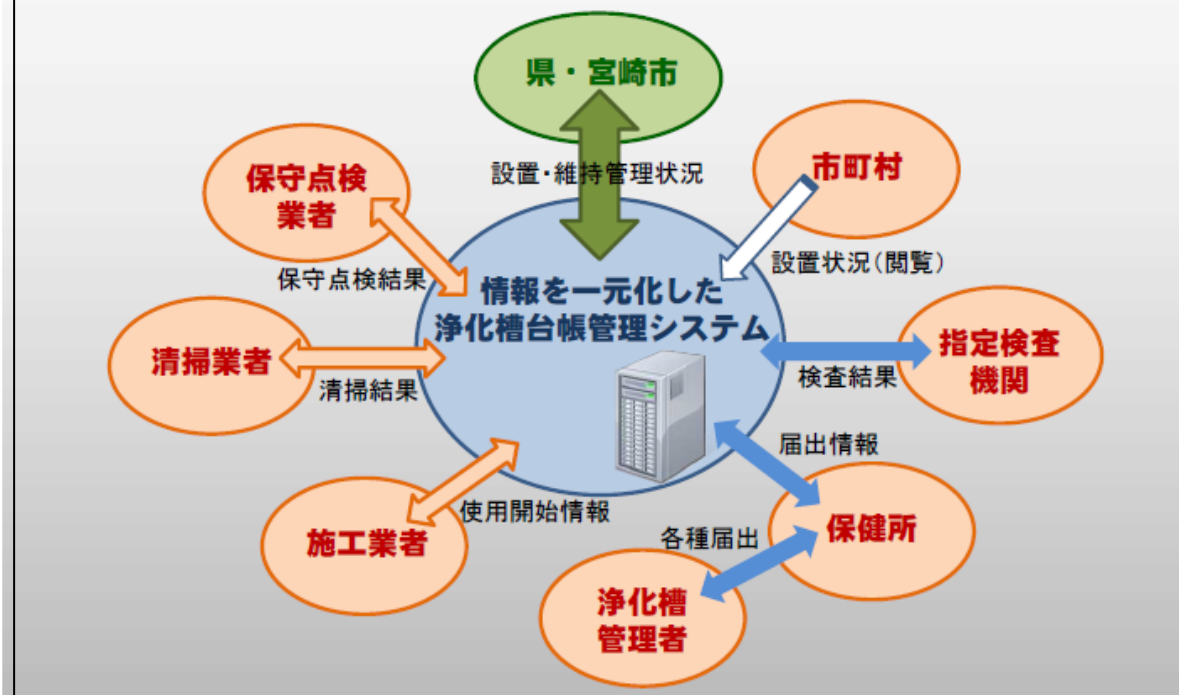 県・宮崎市
設置・維持管理状況
市町村
設置状況（閲覧）
保守点検
業者
保守点検結果
情報を一元化した
浄化槽台帳管理システム
清掃業者
清掃結果
指定検査
機関
検査結果
届出情報
使用開始情報
施工業者
各種届出
保健所
浄化槽
管理者